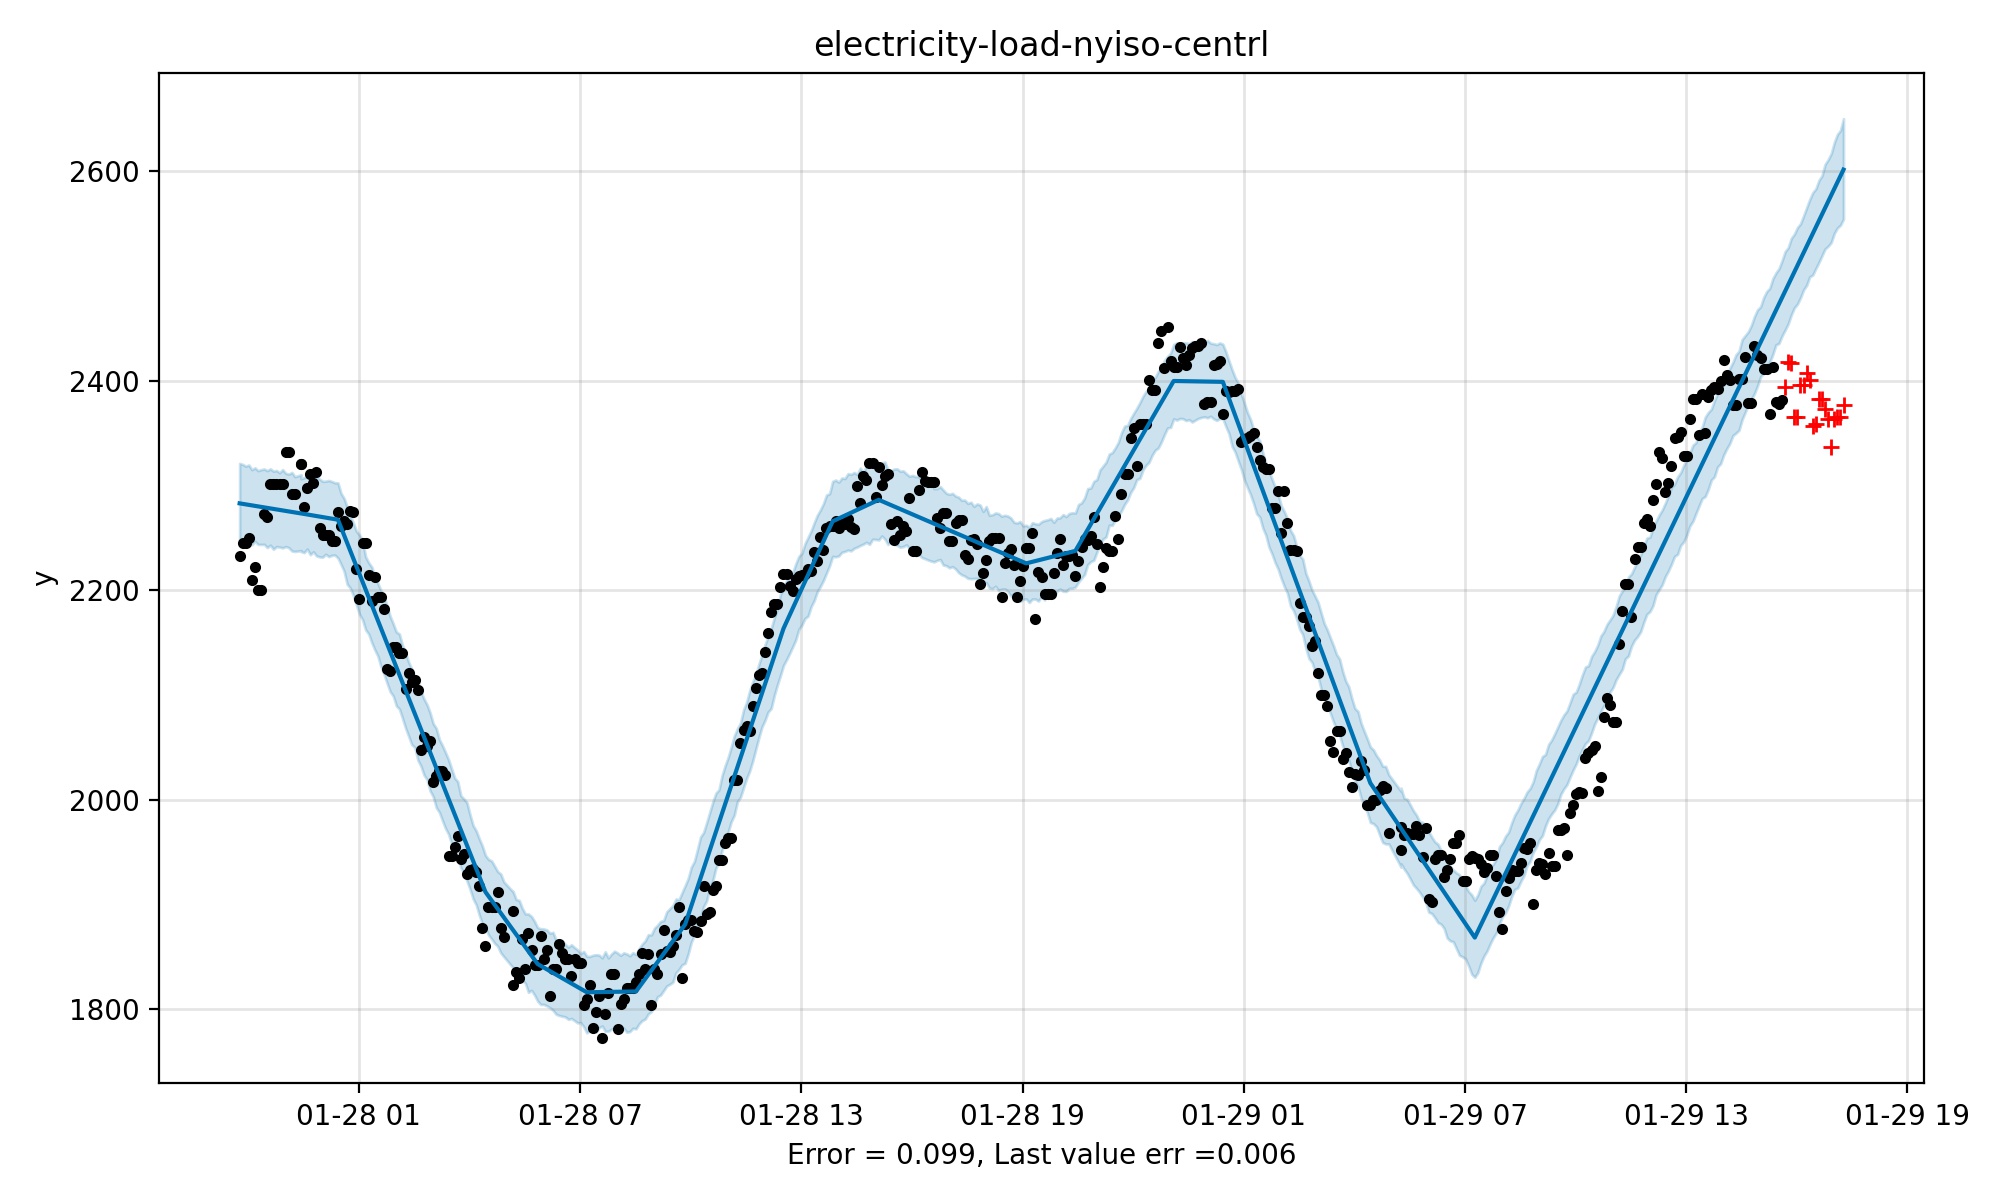 electricity-load-nyiso-centrl
2600
2400
2200
2000
1800
y
01-28 01 01-28 07 01-28 13 01-28 19 01-29 01 01-29 07 01-29 13 01-29 19
Error = 0.099, Last value err =0.006